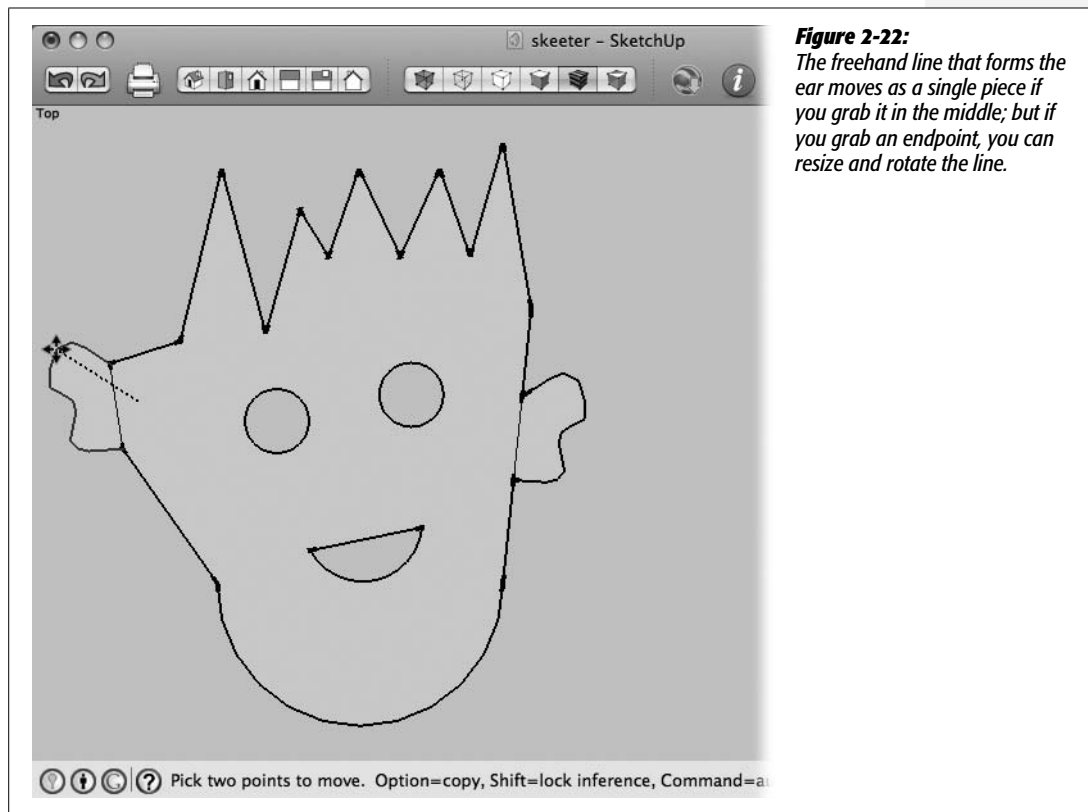 skeeter – SketchUp
Top
Pick two points to move. Option=copy, Shift=lock inference, Command=
Figure 2-22:
The freehand line that forms the
ear moves as a single piece if
you grab it in the middle; but if
you grab an endpoint, you can
resize and rotate the line.